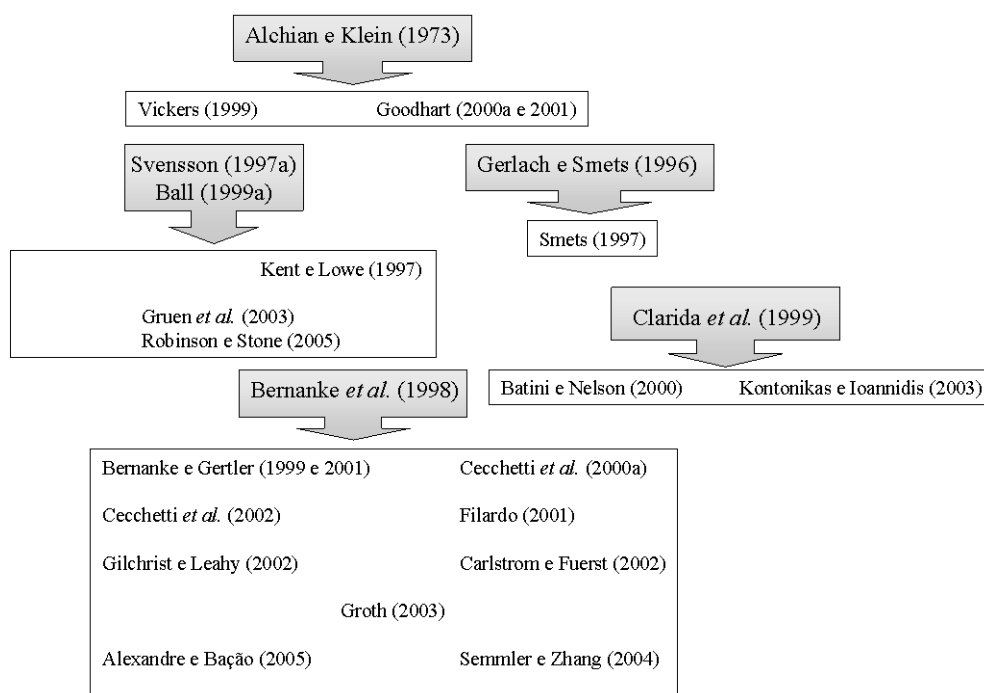 Alchian e Klein (1973)
Vickers (1999) Goodhart (2000a e 2001)
Svensson (1997a)
Ball (1999a)
Gerlach e Smets (1996)
Smets (1997)
Kent e Lowe (1997)
Gruen et al. (2003)
Robinson e Stone (2005)
Clarida et al. (1999)
Batini e Nelson (2000) Kontonikas e Ioannidis (2003)
Bernanke et al. (1998)
Bernanke e Gertler (1999 e 2001) Cecchetti et al. (2000a)
Cecchetti et al. (2002) Filardo (2001)
Gilchrist e Leahy (2002) Carlstrom e Fuerst (2002)
Groth (2003)
Alexandre e Bação (2005) Semmler e Zhang (2004)